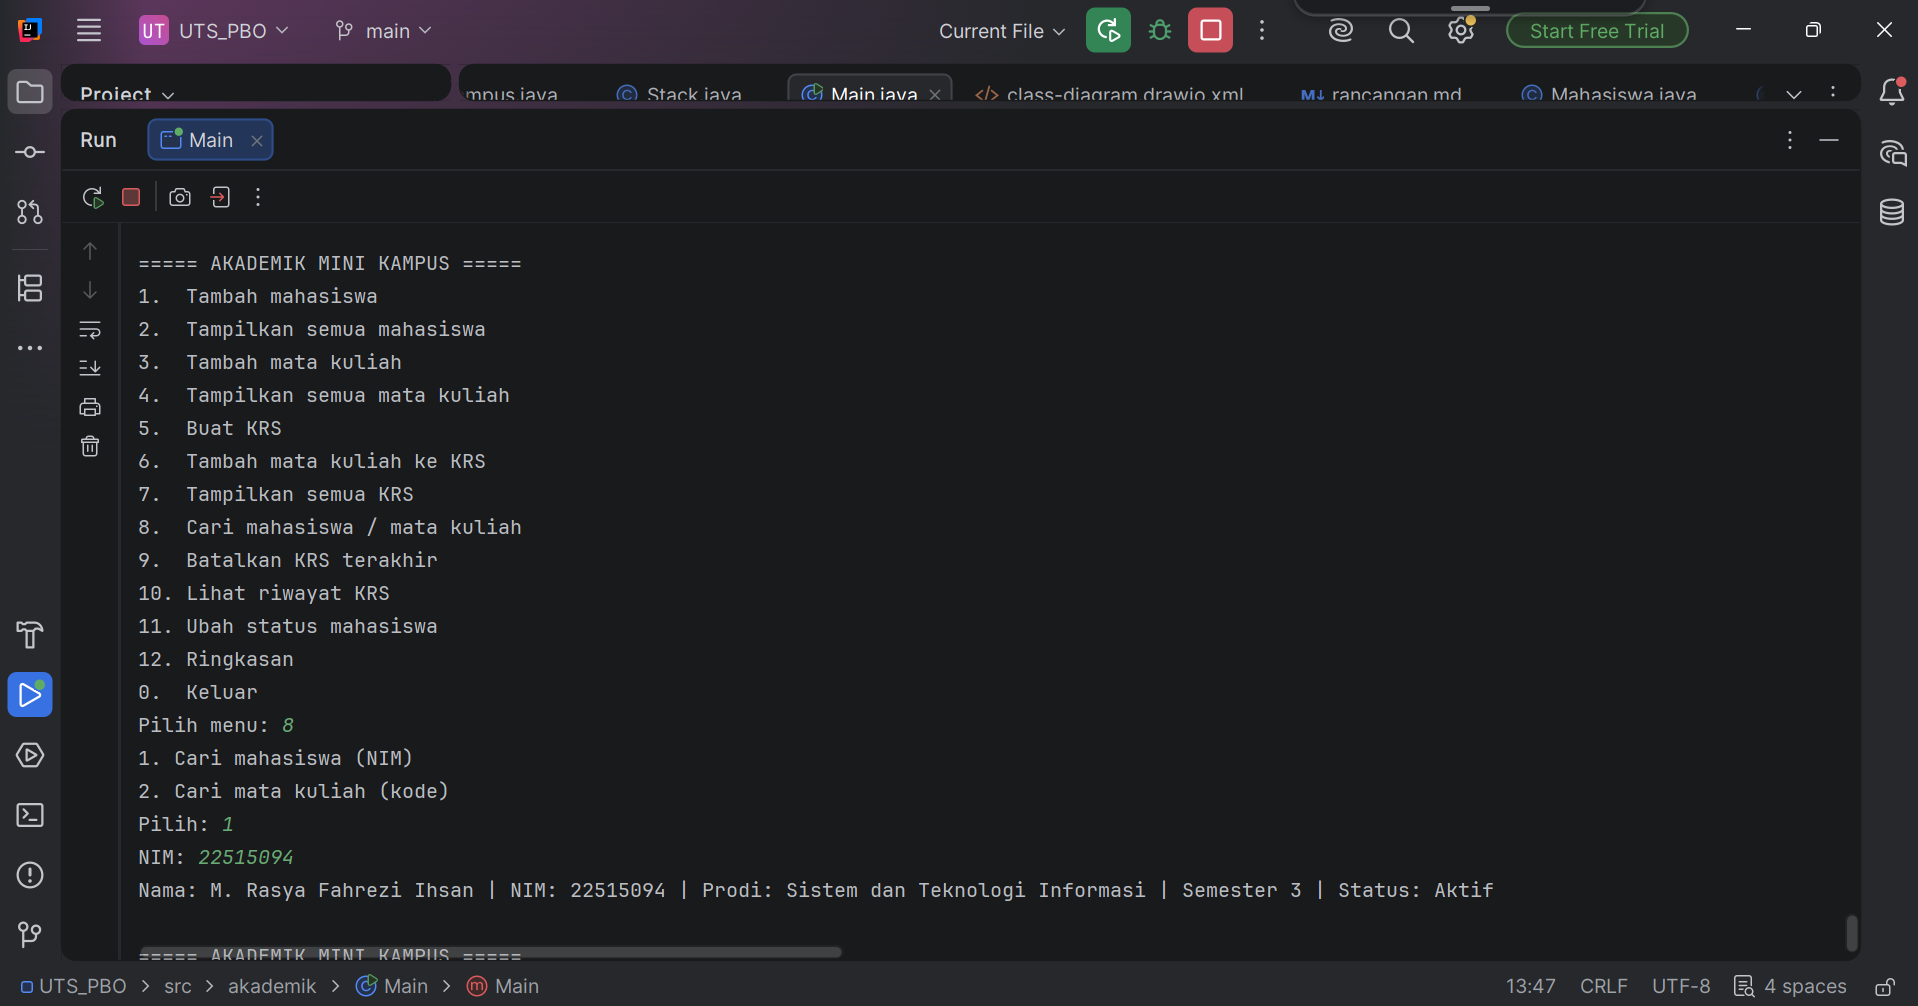 UT UTS_PBO main Current File Start Free Trial
Project mpus.java Stack.java Main.java class-diagram.drawio.xml M↓ rancangan.md Mahasiswa.java
Run Main
===== AKADEMIK MINI KAMPUS =====
1.  Tambah mahasiswa
2.  Tampilkan semua mahasiswa
3.  Tambah mata kuliah
4.  Tampilkan semua mata kuliah
5.  Buat KRS
6.  Tambah mata kuliah ke KRS
7.  Tampilkan semua KRS
8.  Cari mahasiswa / mata kuliah
9.  Batalkan KRS terakhir
10. Lihat riwayat KRS
11. Ubah status mahasiswa
12. Ringkasan
0.  Keluar
Pilih menu: 8
1. Cari mahasiswa (NIM)
2. Cari mata kuliah (kode)
Pilih: 1
NIM: 22515094
Nama: M. Rasya Fahrezi Ihsan | NIM: 22515094 | Prodi: Sistem dan Teknologi Informasi | Semester 3 | Status: Aktif
===== AKADEMIK MINI KAMPUS =====
UTS_PBO > src > akademik > Main > Main 13:47 CRLF UTF-8 4 spaces